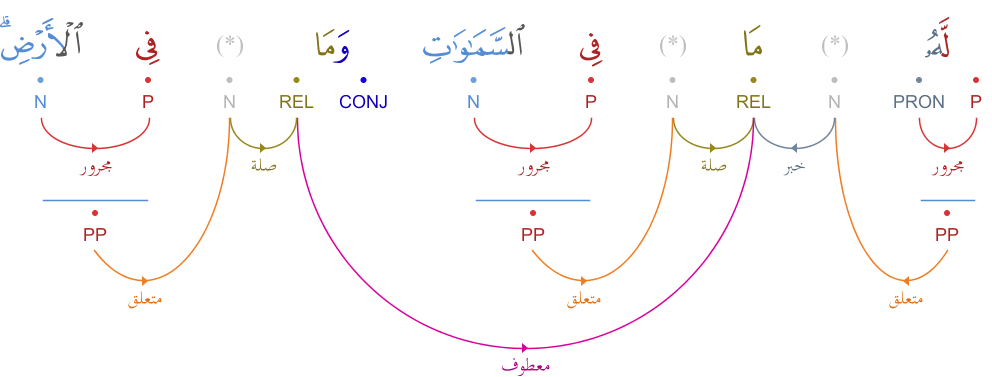 لَّهُۥ (*) مَا (*) فِى ٱلسَّمَـٰوَٰتِ وَمَا (*) فِى ٱلْأَرْضِ ۗ
P PRON N REL N P N CONJ REL N P N
مجرور خبر صلة مجرور صلة مجرور
PP PP PP
متعلق متعلق متعلق
معطوف